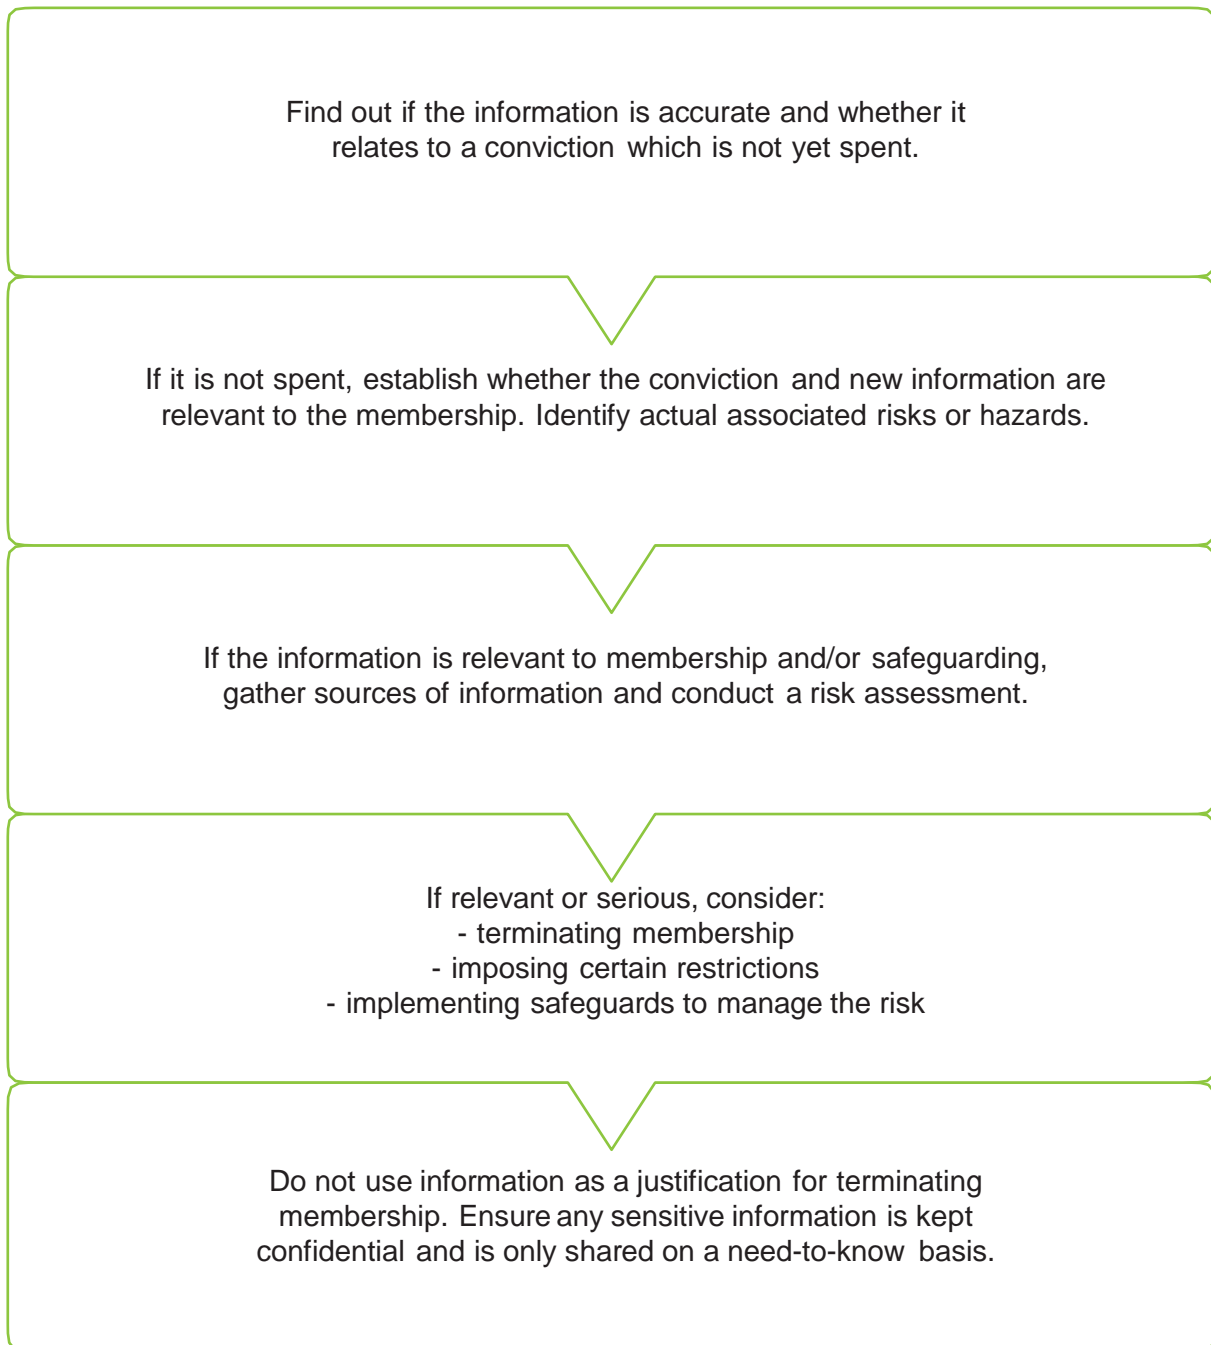 Find out if the information is accurate and whether it
relates to a conviction which is not yet spent.
If it is not spent, establish whether the conviction and new information are
relevant to the membership. Identify actual associated risks or hazards.
If the information is relevant to membership and/or safeguarding,
gather sources of information and conduct a risk assessment.
If relevant or serious, consider:
- terminating membership
- imposing certain restrictions
- implementing safeguards to manage the risk
Do not use information as a justification for terminating
membership. Ensure any sensitive information is kept
confidential and is only shared on a need-to-know basis.